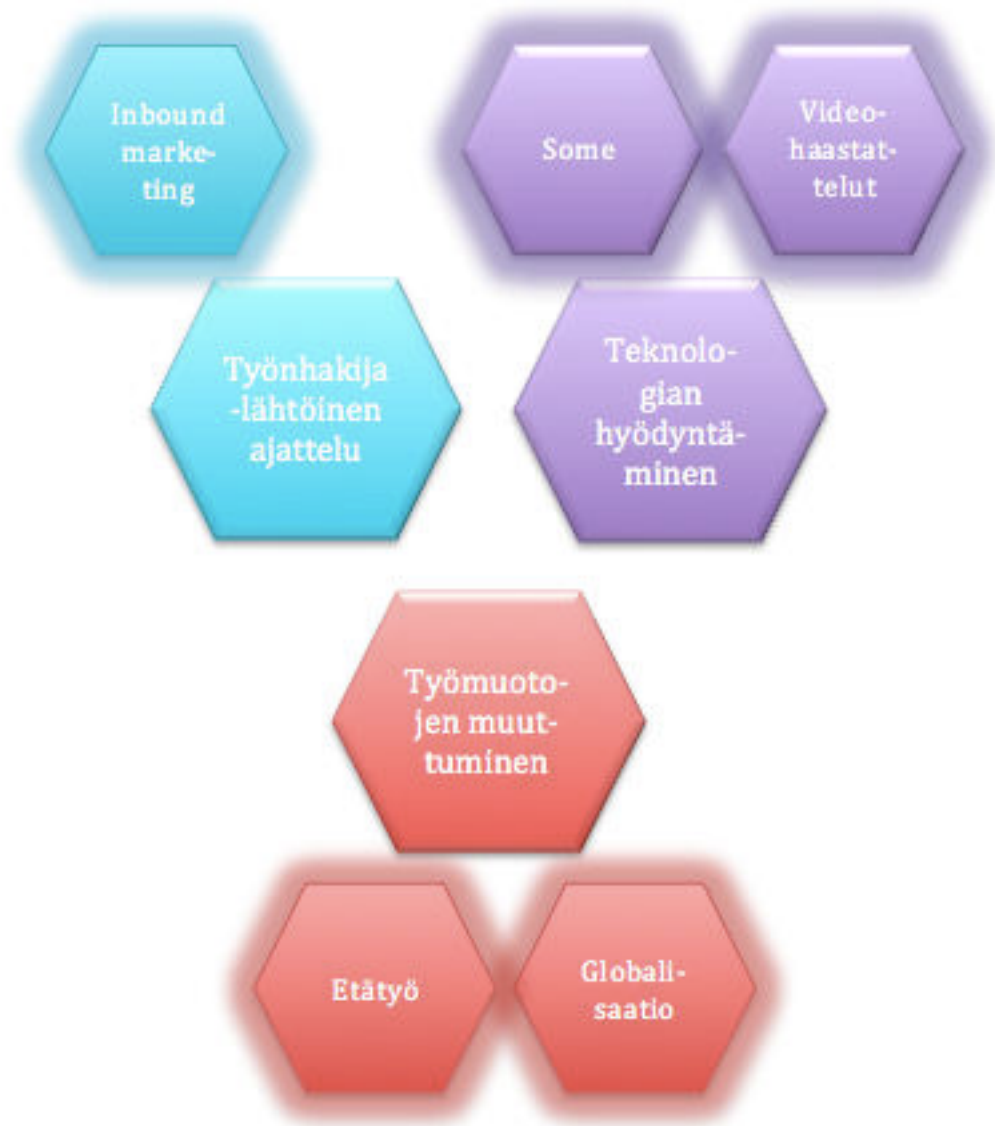 Inbound
marke-
ting
Some
Video-
haastat-
telut
Työnhakija
-lähtöinen
ajattelu
Teknolo-
gian
hyödyntä-
minen
Työmuoto-
jen muut-
tuminen
Etätyö
Globali-
saatio